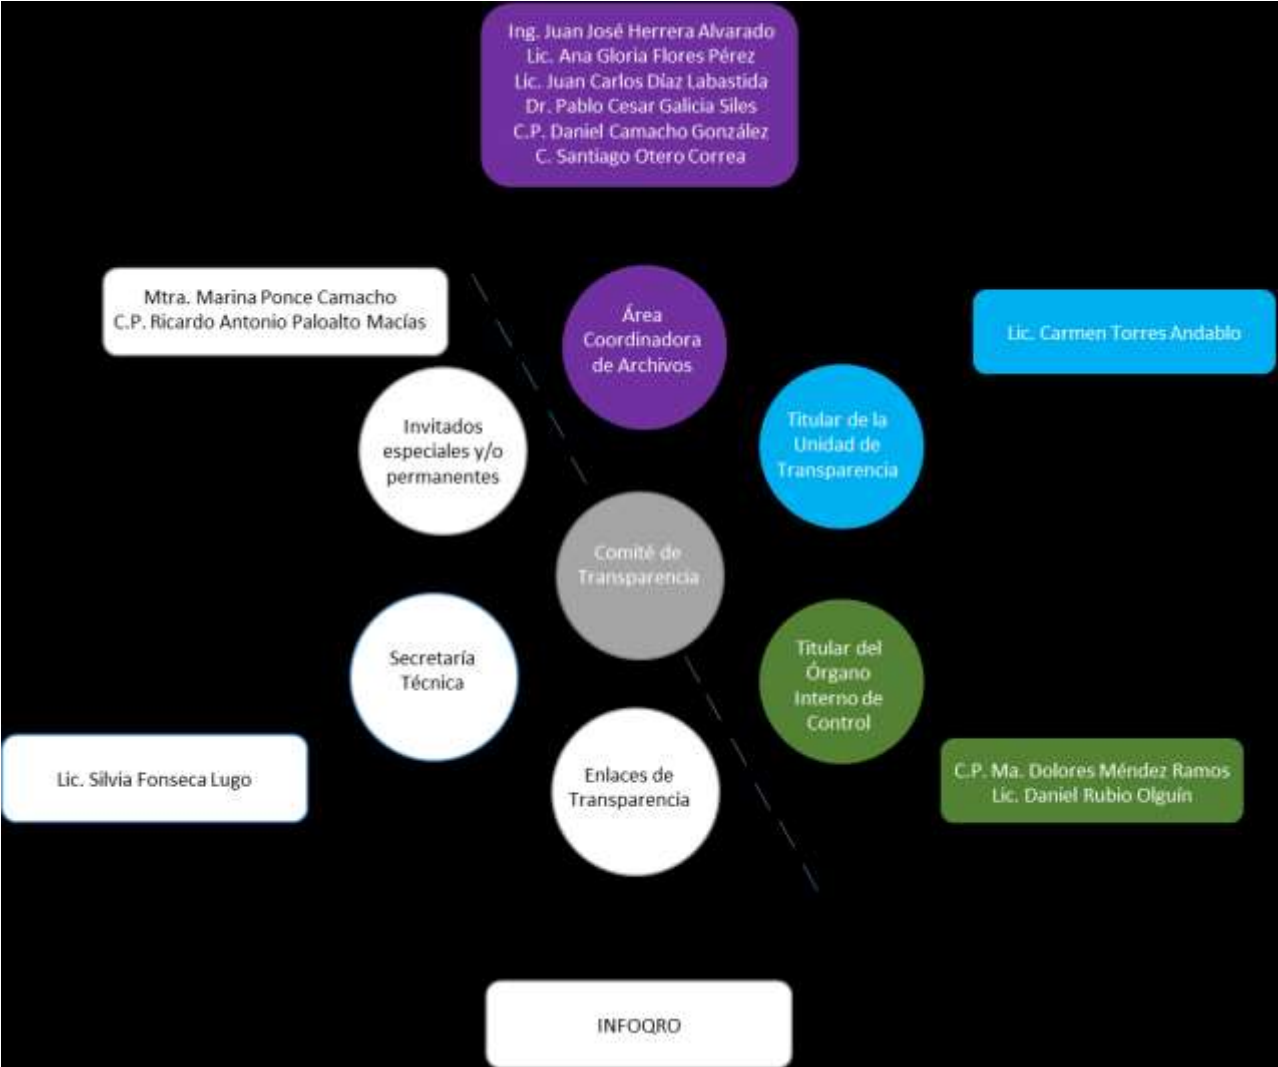 Ing. Juan José Herrera Alvarado
Lic. Ana Gloria Flores Pérez
Lic. Juan Carlos Díaz Labastida
Dr. Pablo Cesar Galicia Siles
C.P. Daniel Camacho González
C. Santiago Otero Correa
Mtra. Marina Ponce Camacho
C.P. Ricardo Antonio Paloalto Macías
Área
Coordinadora
de Archivos
Lic. Carmen Torres Andablo
Invitados
especiales y/o
permanentes
Titular de la
Unidad de
Transparencia
Comité de
Transparencia
Secretaría
Técnica
Titular del
Órgano
Interno de
Control
Enlaces de
Transparencia
Lic. Silvia Fonseca Lugo
C.P. Ma. Dolores Méndez Ramos
Lic. Daniel Rubio Olguín
INFOQRO